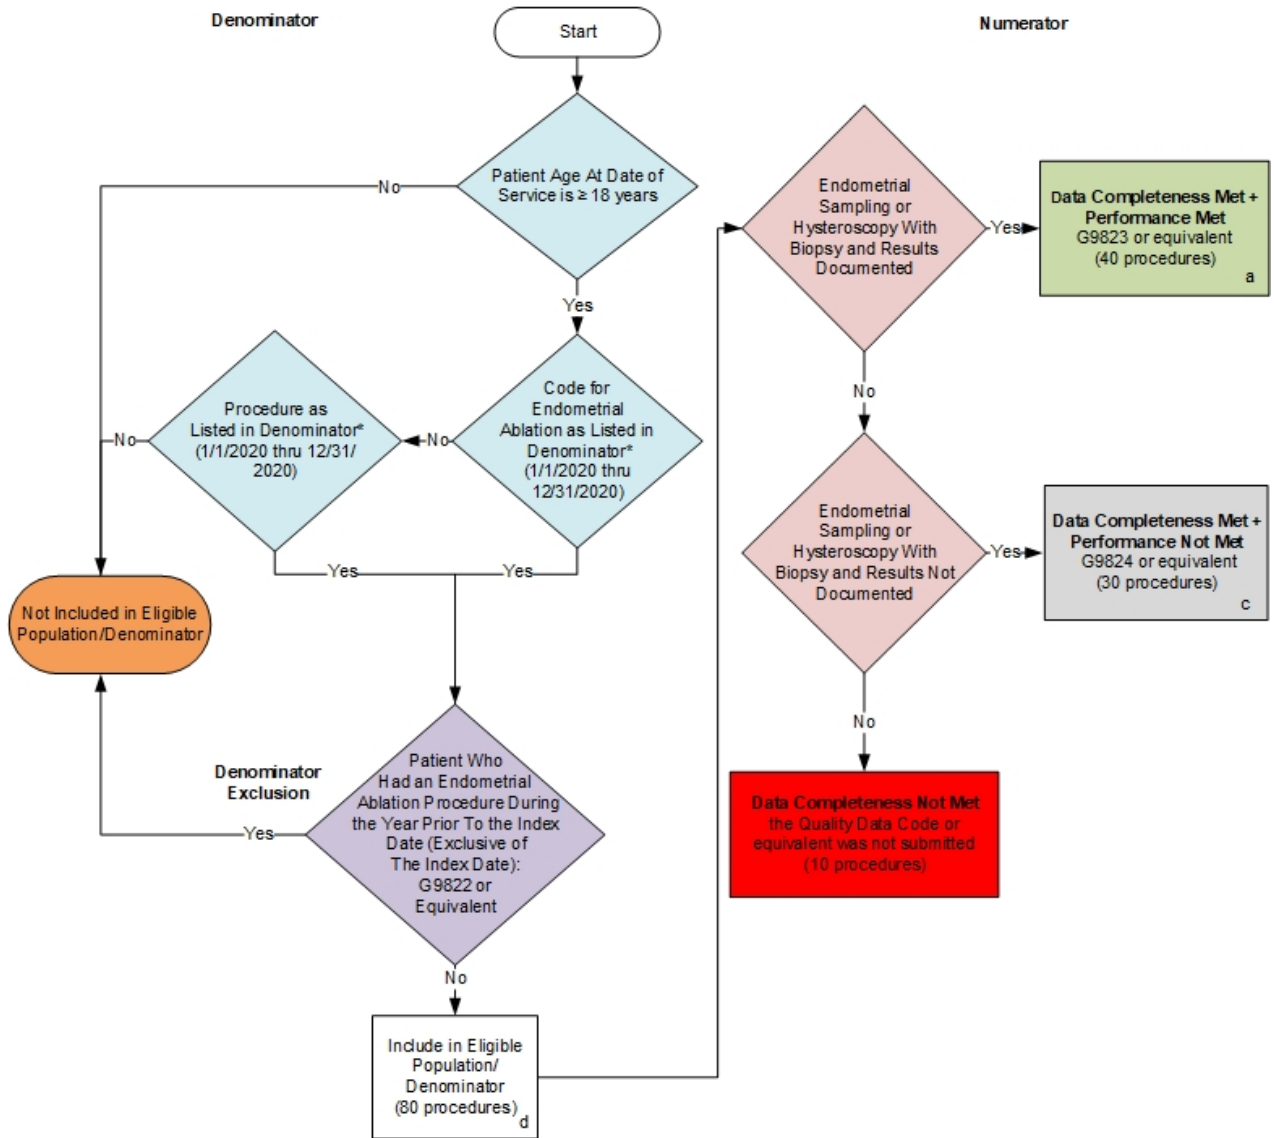 Denominator
Start
Numerator
Patient Age At Date of
Service is ≥ 18 years
No
Yes
Code for
Endometrial
Ablation as Listed in
Denominator*
(1/1/2020 thru
12/31/2020)
No
Procedure as
Listed in Denominator*
(1/1/2020 thru 12/31/
2020)
No
Yes
Yes
Not Included in Eligible
Population/Denominator
Denominator
Exclusion
Patient Who
Had an Endometrial
Ablation Procedure During
the Year Prior To the Index
Date (Exclusive of
The Index Date):
G9822 or
Equivalent
Yes
No
Include in Eligible
Population/
Denominator
(80 procedures)
d
Endometrial
Sampling or
Hysteroscopy With
Biopsy and Results
Documented
Yes
Data Completeness Met +
Performance Met
G9823 or equivalent
(40 procedures)
a
No
Endometrial
Sampling or
Hysteroscopy With
Biopsy and Results Not
Documented
Yes
Data Completeness Met +
Performance Not Met
G9824 or equivalent
(30 procedures)
c
No
Data Completeness Not Met
the Quality Data Code or
equivalent was not submitted
(10 procedures)